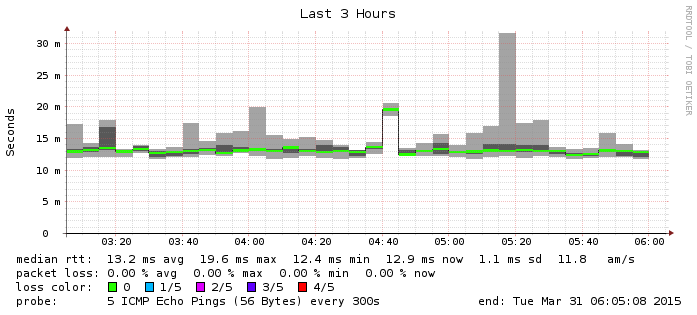 Last 3 Hours
RRDTOOL / TOBI OETIKER
Seconds
30 m
25 m
20 m
15 m
10 m
5 m
0
03:20 03:40 04:00 04:20 04:40 05:00 05:20 05:40 06:00
median rtt: 13.2 ms avg 19.6 ms max 12.4 ms min 12.9 ms now 1.1 ms sd 11.8 am/s
packet loss: 0.00 % avg 0.00 % max 0.00 % min 0.00 % now
loss color: 0 1/5 2/5 3/5 4/5
probe: 5 ICMP Echo Pings (56 Bytes) every 300s end: Tue Mar 31 06:05:08 2015